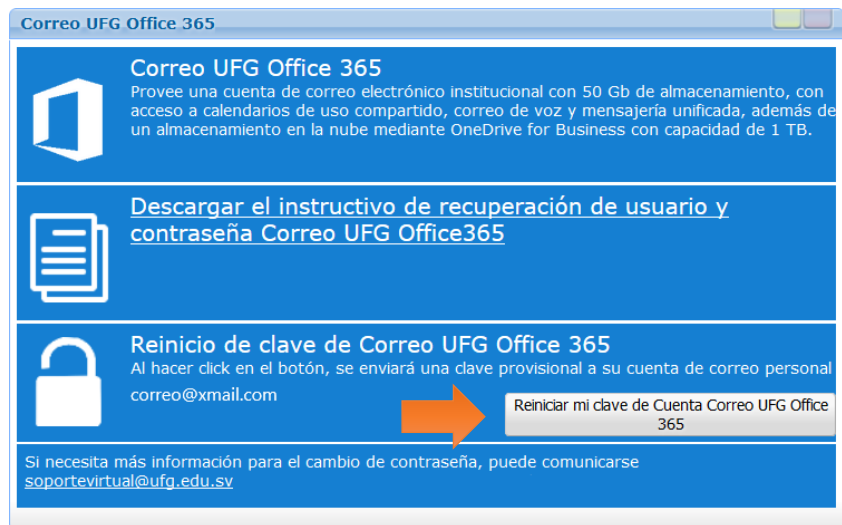 Correo UFG Office 365
Correo UFG Office 365
Provee una cuenta de correo electrónico institucional con 50 Gb de almacenamiento, con
acceso a calendarios de uso compartido, correo de voz y mensajería unificada, además de
un almacenamiento en la nube mediante OneDrive for Business con capacidad de 1 TB.
Descargar el instructivo de recuperación de usuario y
contraseña Correo UFG Office365
Reinicio de clave de Correo UFG Office 365
Al hacer click en el botón, se enviará una clave provisional a su cuenta de correo personal
correo@xmail.com
Reiniciar mi clave de Cuenta Correo UFG Office
365
Si necesita más información para el cambio de contraseña, puede comunicarse
soportevirtual@ufg.edu.sv